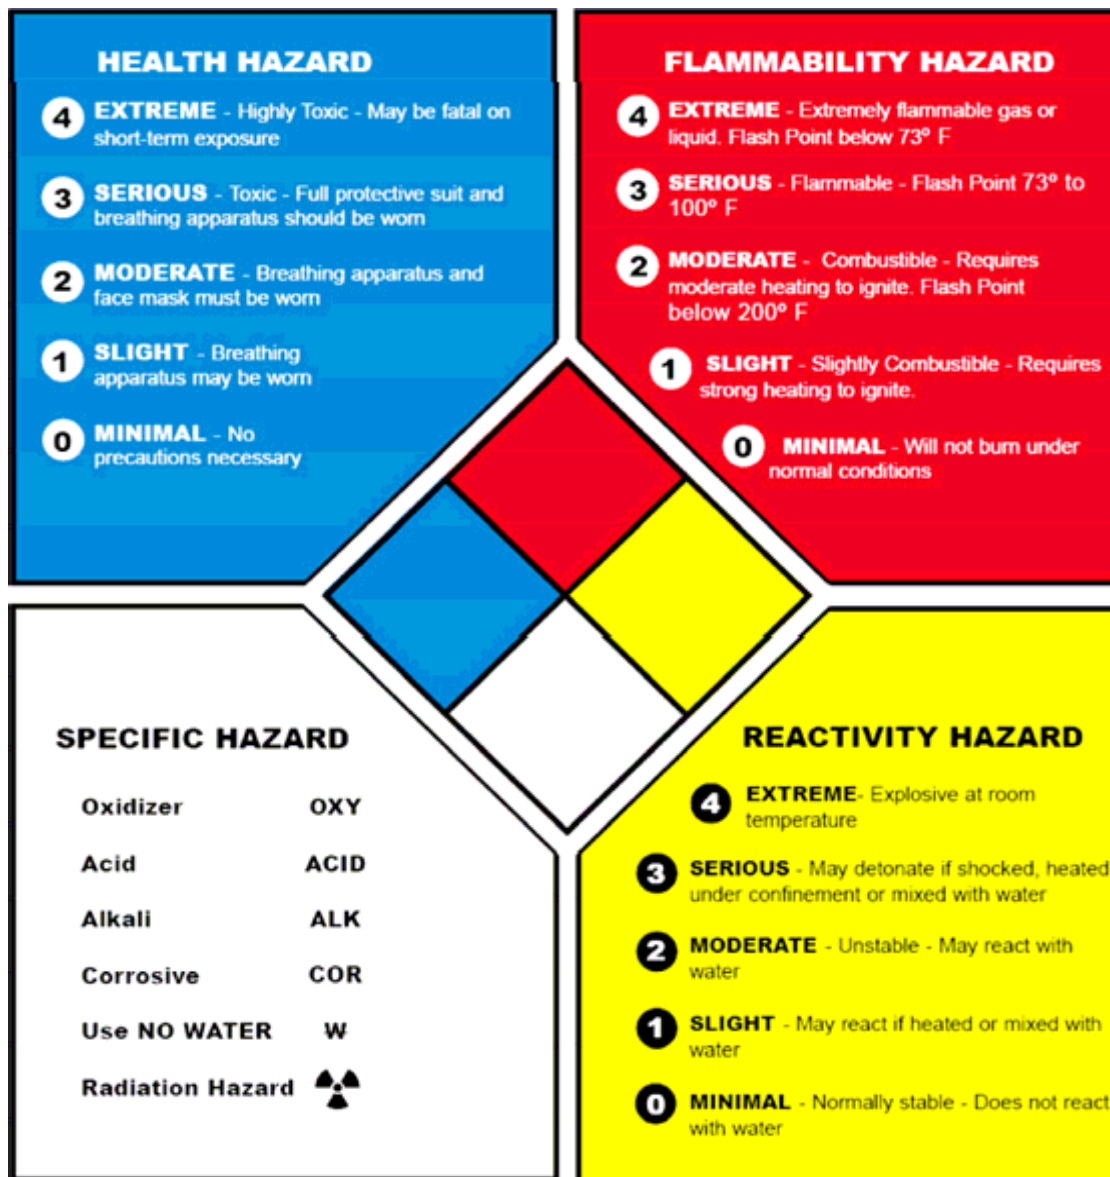 HEALTH HAZARD
4 EXTREME - Highly Toxic - May be fatal on
short-term exposure
3 SERIOUS - Toxic - Full protective suit and
breathing apparatus should be worn
2 MODERATE - Breathing apparatus and
face mask must be worn
1 SLIGHT - Breathing
apparatus may be worn
0 MINIMAL - No
precautions necessary
FLAMMABILITY HAZARD
4 EXTREME - Extremely flammable gas or
liquid. Flash Point below 73º F
3 SERIOUS - Flammable - Flash Point 73º to
100º F
2 MODERATE - Combustible - Requires
moderate heating to ignite. Flash Point
below 200º F
1 SLIGHT - Slightly Combustible - Requires
strong heating to ignite.
0 MINIMAL - Will not burn under
normal conditions
SPECIFIC HAZARD
Oxidizer OXY
Acid ACID
Alkali ALK
Corrosive COR
Use NO WATER W
Radiation Hazard
REACTIVITY HAZARD
4 EXTREME- Explosive at room
temperature
3 SERIOUS - May detonate if shocked, heated
under confinement or mixed with water
2 MODERATE - Unstable - May react with
water
1 SLIGHT - May react if heated or mixed with
water
0 MINIMAL - Normally stable - Does not react
with water